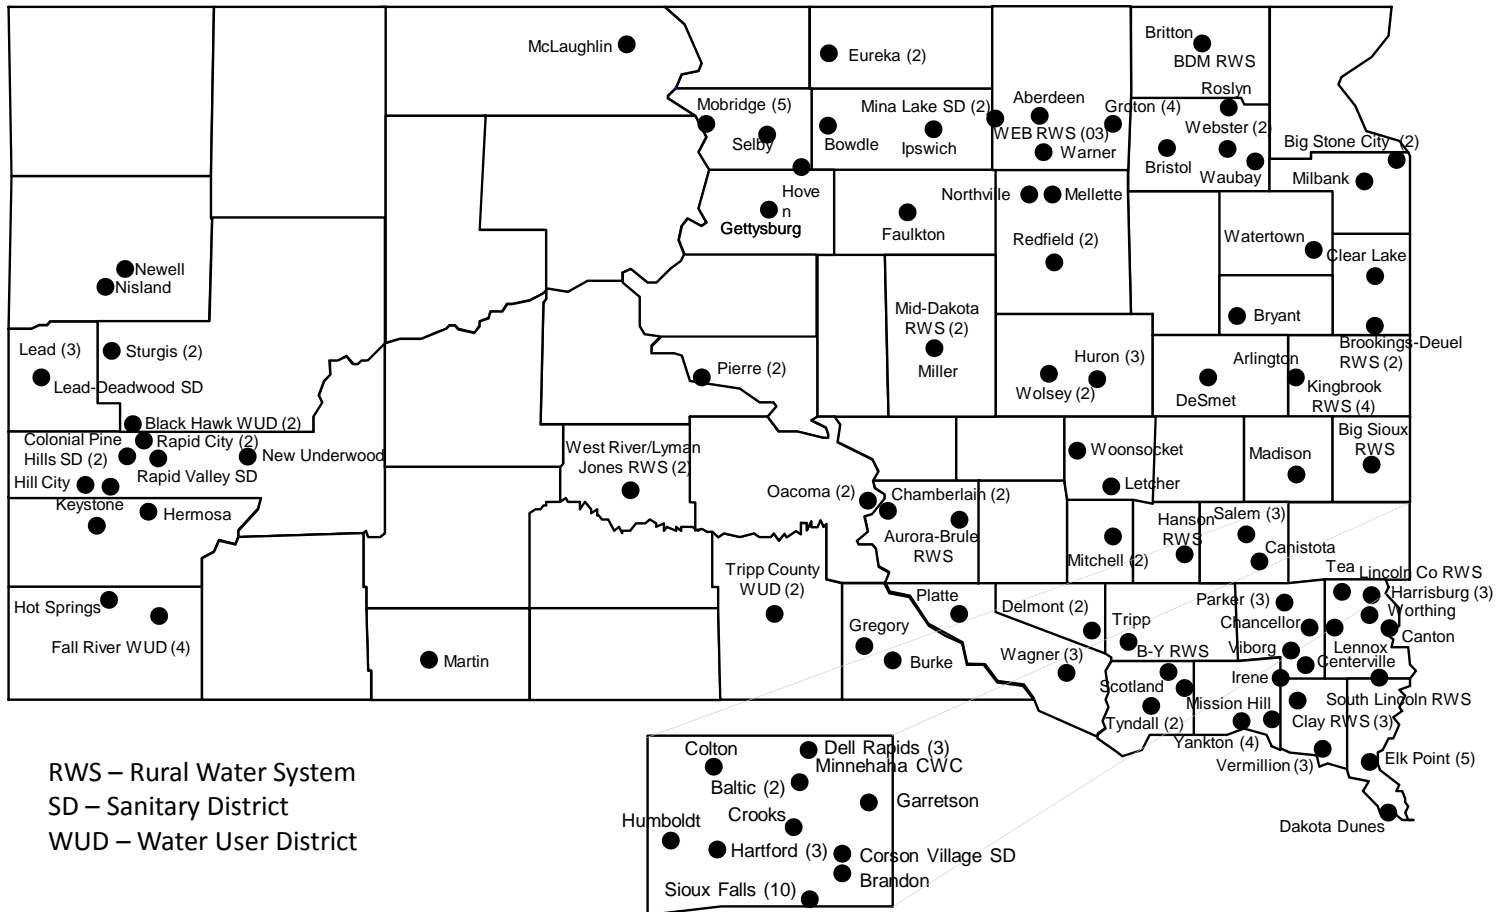 McLaughlin
Eureka (2)
Britton
BDM RWS
Roslyn
Mobridge (5)
Selby
Bowdle
Mina Lake SD (2)
Ipswich
Aberdeen
WEB RWS (03)
Warner
Groton (4)
Webster (2)
Bristol
Waubay
Big Stone City (2)
Milbank
Hove
n
Gettysburg
Faulkton
Northville
Mellette
Redfield (2)
Watertown
Clear Lake
Newell
Nisland
Bryant
Mid-Dakota
RWS (2)
Miller
Lead (3)
Lead-Deadwood SD
Sturgis (2)
Pierre (2)
Huron (3)
Wolsey (2)
Arlington
DeSmet
Brookings-Deuel
RWS (2)
Kingbrook
RWS (4)
Black Hawk WUD (2)
Colonial Pine
Hills SD (2)
Rapid City (2)
Rapid Valley SD
New Underwood
Hill City
Keystone
Hermosa
West River/Lyman
Jones RWS (2)
Woonsocket
Letcher
Madison
Big Sioux
RWS
Oacoma (2)
Chamberlain (2)
Aurora-Brule
RWS
Mitchell (2)
Hanson
RWS
Salem (3)
Canistota
Hot Springs
Fall River WUD (4)
Martin
Tripp County
WUD (2)
Gregory
Burke
Platte
Delmont (2)
Tripp
Wagner (3)
B-Y RWS
Scotland
Tyndall (2)
Parker (3)
Chancellor
Viborg
Irene
Tea
Lincoln Co RWS
Harrisburg (3)
Worthing
Canton
Lennox
Centerville
Mission Hill
South Lincoln RWS
Clay RWS (3)
Yankton (4)
Vermillion (3)
Elk Point (5)
Dakota Dunes
RWS – Rural Water System
SD – Sanitary District
WUD – Water User District
Colton
Dell Rapids (3)
Minnehaha CWC
Baltic (2)
Garretson
Crooks
Humboldt
Hartford (3)
Corson Village SD
Brandon
Sioux Falls (10)